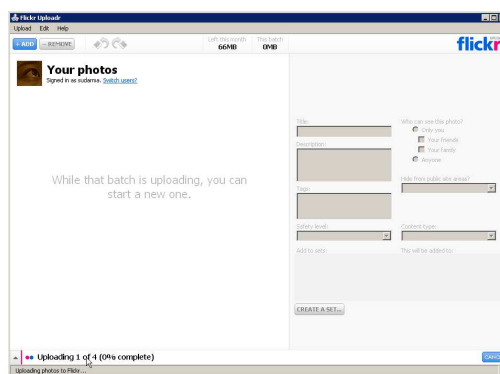 Flickr Uploadr
Upload Edit Help
+ ADD - REMOVE
Left this month
66MB
This batch
0MB
flickr
Your photos
Signed in as sudarma. Switch users?
While that batch is uploading, you can
start a new one.
Title:
Description:
Tags:
Safety level:
Add to sets:
CREATE A SET...
Who can see this photo?
Only you
Your friends
Your family
Anyone
Hide from public site areas?
Content type:
This will be added to:
Uploading 1 of 4 (0% complete)
Uploading photos to Flickr...